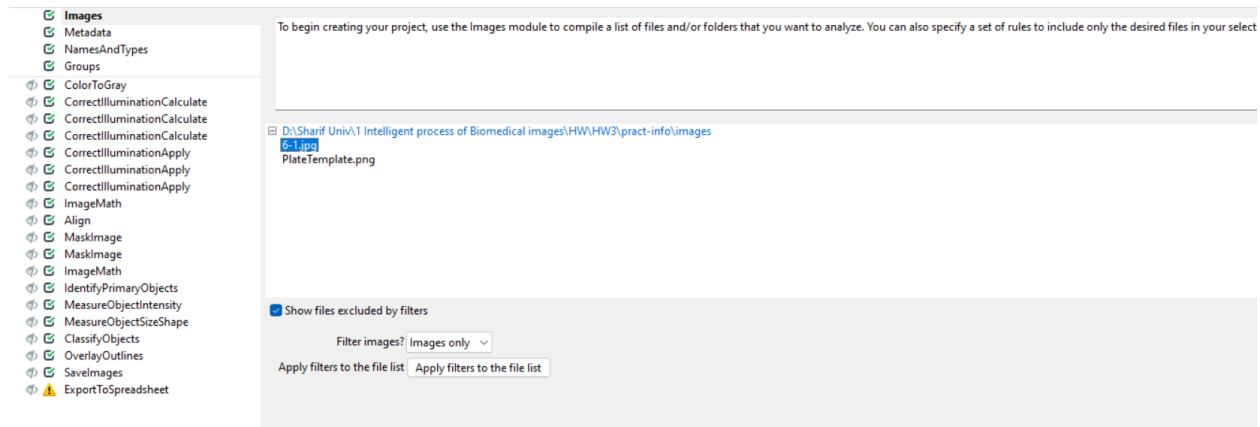 Images
Metadata
NamesAndTypes
Groups
ColorToGray
CorrectIlluminationCalculate
CorrectIlluminationCalculate
CorrectIlluminationCalculate
CorrectIlluminationApply
CorrectIlluminationApply
CorrectIlluminationApply
ImageMath
Align
MaskImage
MaskImage
ImageMath
IdentifyPrimaryObjects
MeasureObjectIntensity
MeasureObjectSizeShape
ClassifyObjects
OverlayOutlines
SaveImages
ExportToSpreadsheet
To begin creating your project, use the Images module to compile a list of files and/or folders that you want to analyze. You can also specify a set of rules to include only the desired files in your select
D:\Sharif Univ\1 Intelligent process of Biomedical images\HW\HW3\pract-info\images
6-1.jpg
PlateTemplate.png
Show files excluded by filters
Filter images? Images only
Apply filters to the file list Apply filters to the file list